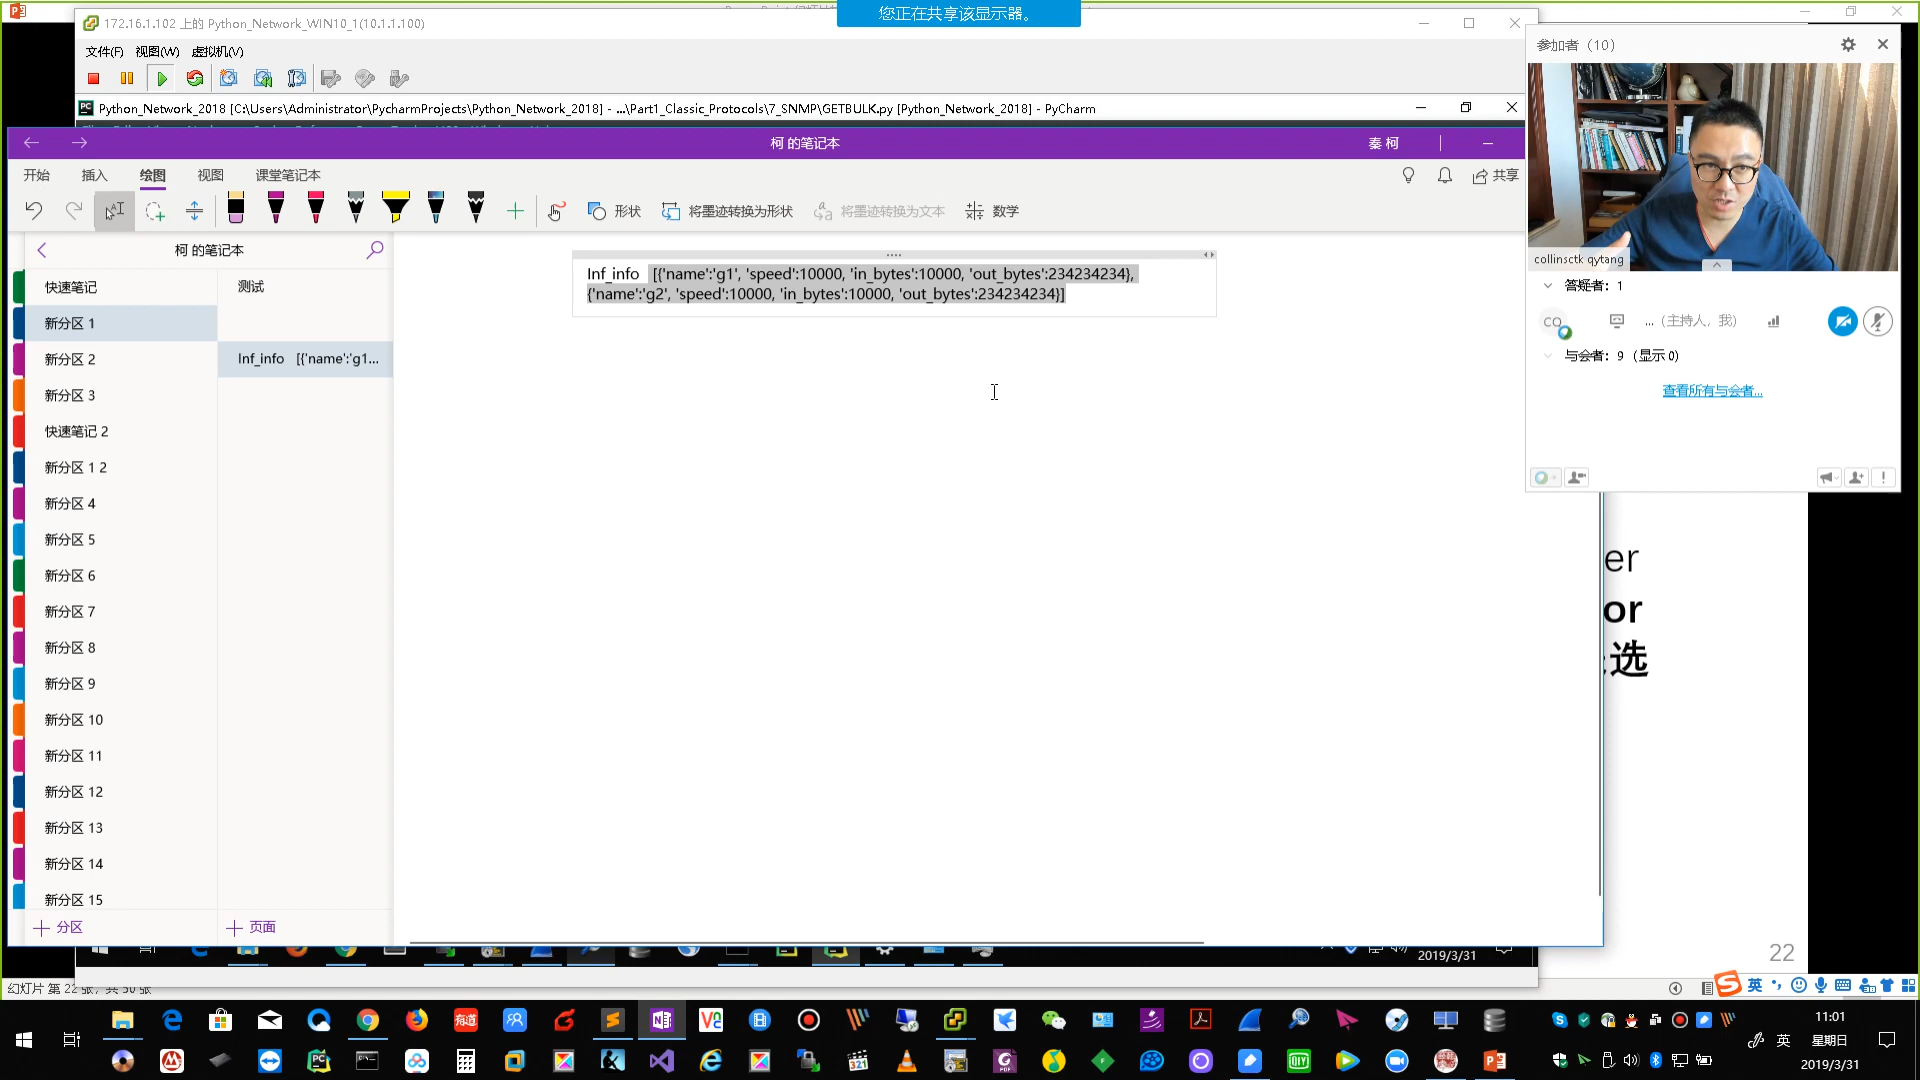 您正在共享该显示器。
172.16.1.102 上的 Python_Network_WIN10_1(10.1.1.100)
文件(F) 视图(W) 虚拟机(V)
Python_Network_2018 [C:\Users\Administrator\PycharmProjects\Python_Network_2018] - ...\Part1_Classic_Protocols\7_SNMP\GETBULK.py [Python_Network_2018] - PyCharm
柯 的笔记本
秦 柯
开始 插入 绘图 视图 课堂笔记本
共享
形状 将墨迹转换为形状 将墨迹转换为文本 数学
柯 的笔记本
快速笔记
新分区 1
新分区 2
新分区 3
快速笔记 2
新分区 1 2
新分区 4
新分区 5
新分区 6
新分区 7
新分区 8
新分区 9
新分区 10
新分区 11
新分区 12
新分区 13
新分区 14
新分区 15
分区
测试
Inf_info [{'name':'g1...
页面
Inf_info [{'name':'g1', 'speed':10000, 'in_bytes':10000, 'out_bytes':234234234},
{'name':'g2', 'speed':10000, 'in_bytes':10000, 'out_bytes':234234234}]
参加者（10）
collinsctk qytang
答疑者：1
CO ...（主持人，我）
与会者：9（显示 0）
查看所有与会者...
er
or
选
22
2019/3/31
幻灯片 第 22 张，共 50 张
英
11:01
英 星期日
2019/3/31